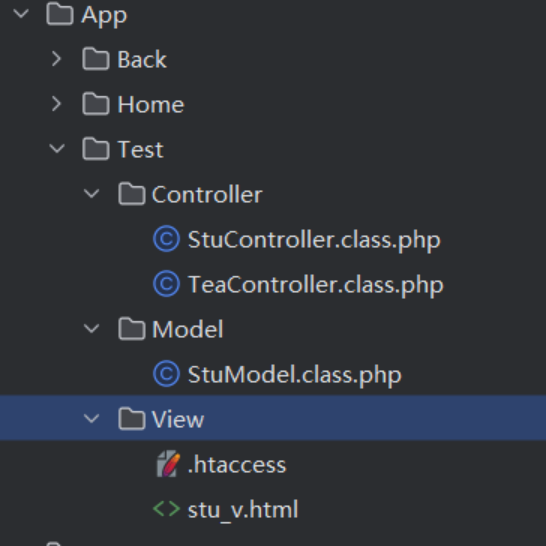 App
Back
Home
Test
Controller
StuController.class.php
TeaController.class.php
Model
StuModel.class.php
View
.htaccess
stu_v.html